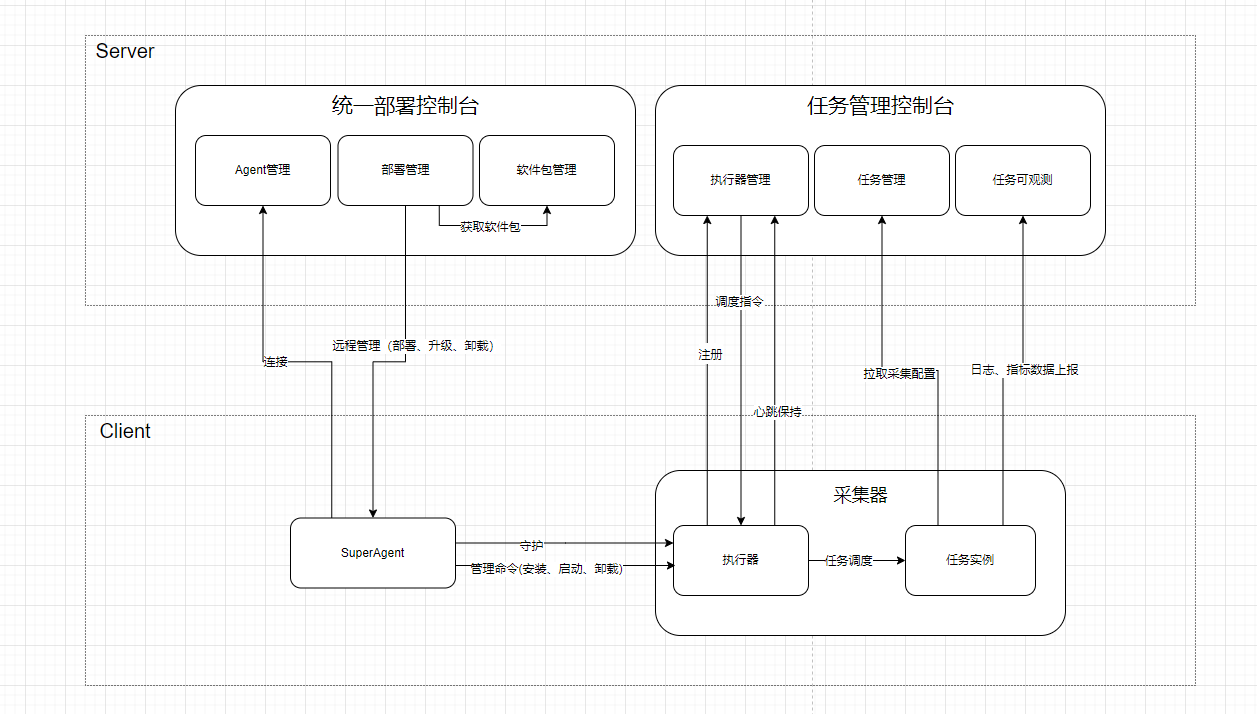 Server
统一部署控制台
任务管理控制台
Agent管理
部署管理
软件包管理
执行器管理
任务管理
任务可观测
获取软件包
调度指令
远程管理（部署、升级、卸载）
注册
连接
拉取采集配置
日志、指标数据上报
心跳保持
Client
采集器
SuperAgent
守护
管理命令(安装、启动、卸载)
执行器
任务调度
任务实例